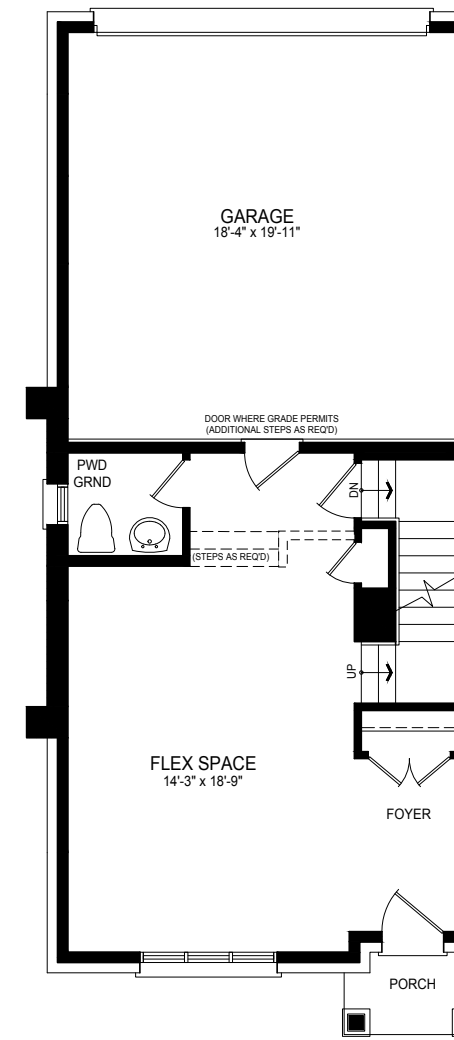 GARAGE
18'-4" x 19'-11"
DOOR WHERE GRADE PERMITS
(ADDITIONAL STEPS AS REQ'D)
PWD
GRND
DN
(STEPS AS REQ'D)
UP
FLEX SPACE
14'-3" x 18'-9"
FOYER
PORCH